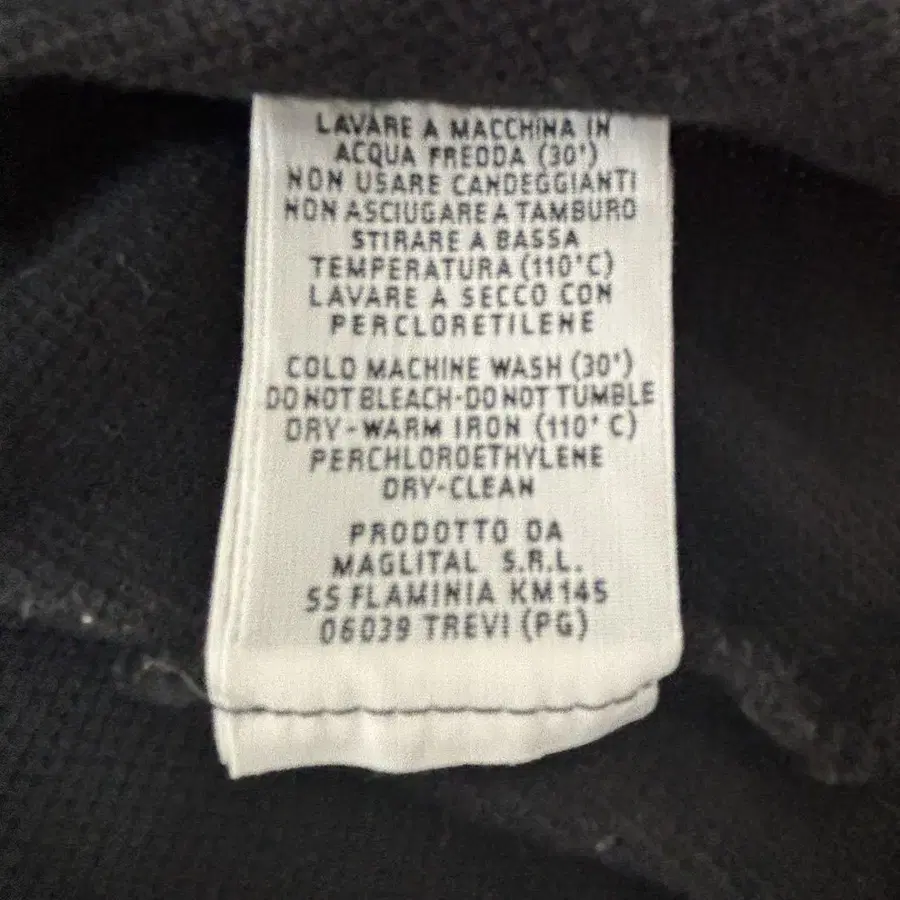 LAVARE A MACCHINA IN
ACQUA FREDDA (30°)
NON USARE CANDEGGIANTI
NON ASCIUGARE A TAMBURO
STIRARE A BASSA
TEMPERATURA (110°C)
LAVARE A SECCO CON
PERCLORETILENE
COLD MACHINE WASH (30°)
DO NOT BLEACH-DO NOT TUMBLE
DRY-WARM IRON (110° C)
PERCHLOROETHYLENE
DRY-CLEAN
PRODOTTO DA
MAGLITAL S.R.L.
SS FLAMINIA KM 145
06039 TREVI (PG)